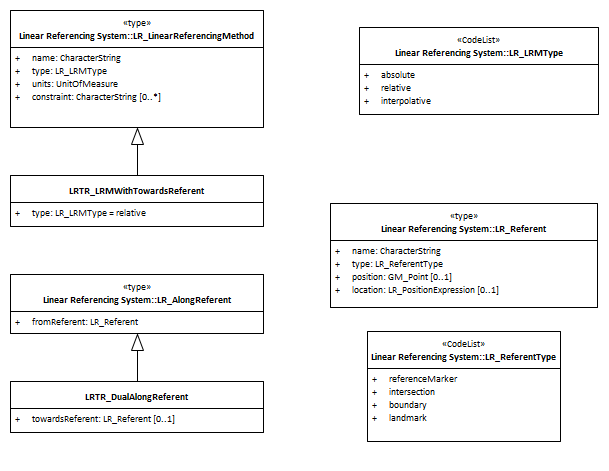 «type»
Linear Referencing System::LR_LinearReferencingMethod
+ name: CharacterString
+ type: LR_LRMType
+ units: UnitOfMeasure
+ constraint: CharacterString [0..*]
LRTR_LRMWithTowardsReferent
+ type: LR_LRMType = relative
«type»
Linear Referencing System::LR_AlongReferent
+ fromReferent: LR_Referent
LRTR_DualAlongReferent
+ towardsReferent: LR_Referent [0..1]
«CodeList»
Linear Referencing System::LR_LRMType
+ absolute
+ relative
+ interpolative
«type»
Linear Referencing System::LR_Referent
+ name: CharacterString
+ type: LR_ReferentType
+ position: GM_Point [0..1]
+ location: LR_PositionExpression [0..1]
«CodeList»
Linear Referencing System::LR_ReferentType
+ referenceMarker
+ intersection
+ boundary
+ landmark